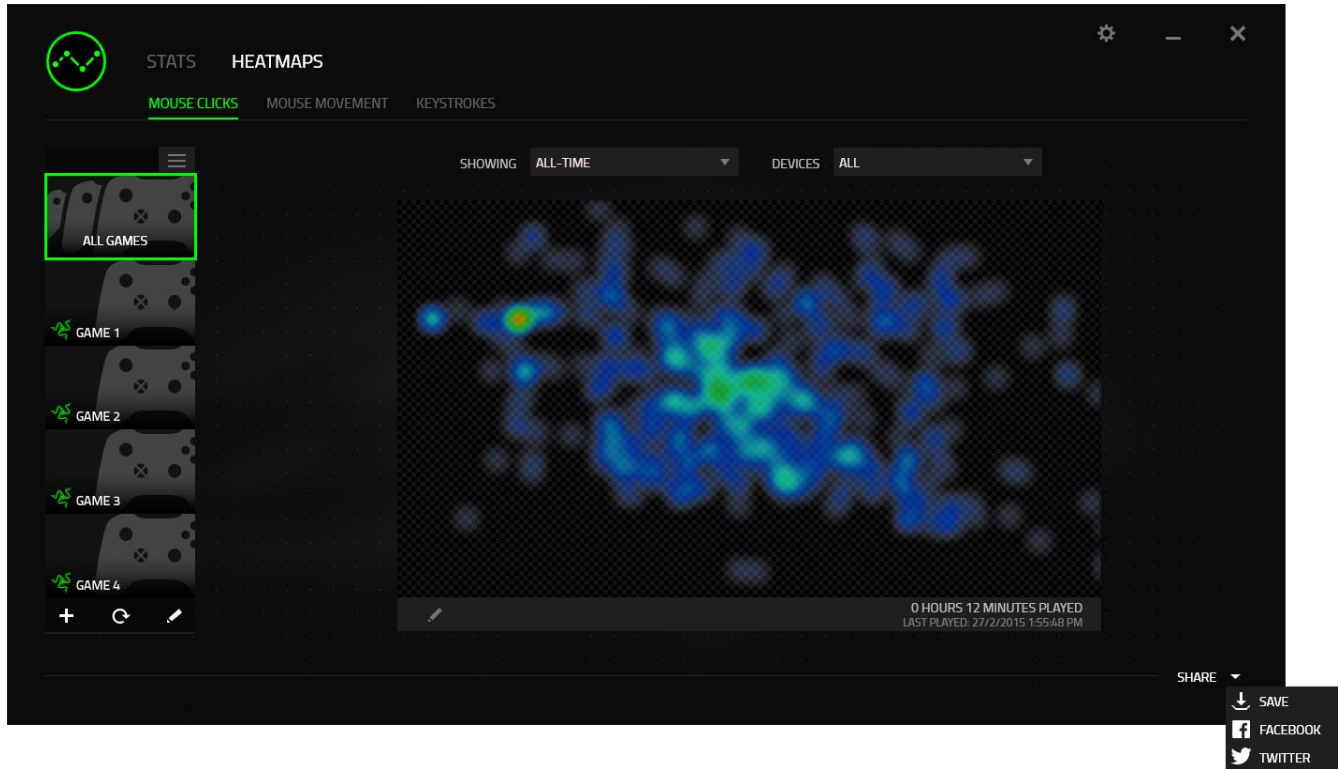 STATS HEATMAPS
MOUSE CLICKS MOUSE MOVEMENT KEYSTROKES
SHOWING ALL-TIME DEVICES ALL
ALL GAMES
GAME 1
GAME 2
GAME 3
GAME 4
0 HOURS 12 MINUTES PLAYED
LAST PLAYED: 27/2/2015 1:55:48 PM
SHARE
SAVE
FACEBOOK
TWITTER